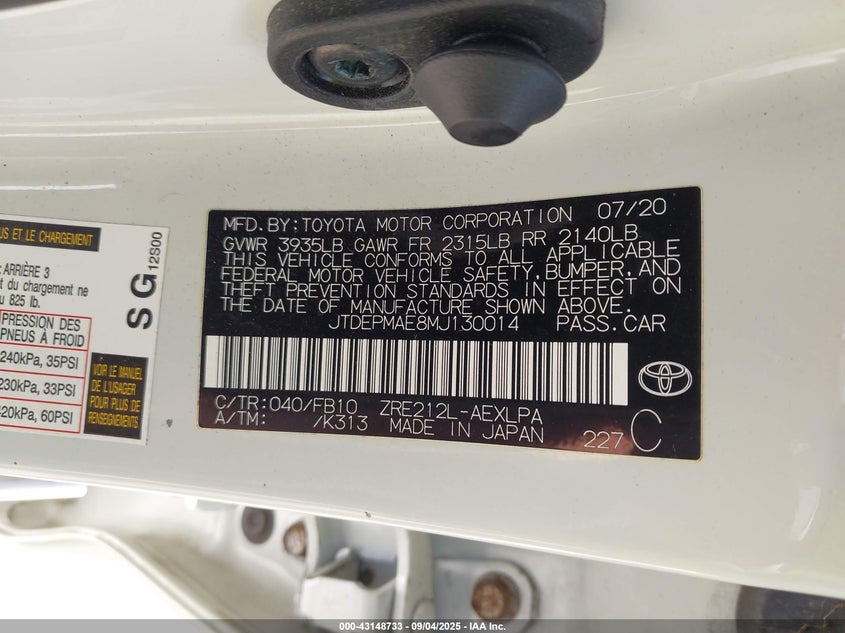 US ET LE CHARGEMENT
: ARRIÈRE 3
t du chargement ne
u 825 lb.
PRESSION DES
PNEUS À FROID
240kPa, 35PSI
230kPa, 33PSI
420kPa, 60PSI
SG
12S00
VOIR LE MANUEL
DE L'USAGER
POUR PLUS DE
RENSEIGNEMENTS
MFD.BY:TOYOTA MOTOR CORPORATION 07/20
GVWR 3935LB GAWR FR 2315LB RR 2140LB
THIS VEHICLE CONFORMS TO ALL APPLICABLE
FEDERAL MOTOR VEHICLE SAFETY, BUMPER, AND
THEFT PREVENTION STANDARDS IN EFFECT ON
THE DATE OF MANUFACTURE SHOWN ABOVE.
JTDEPMAE8MJ130014 PASS.CAR
C/TR:040/FB10 ZRE212L-AEXLPA
A/TM: /K313 MADE IN JAPAN 227 C
000-43148733 - 09/04/2025 - IAA Inc.